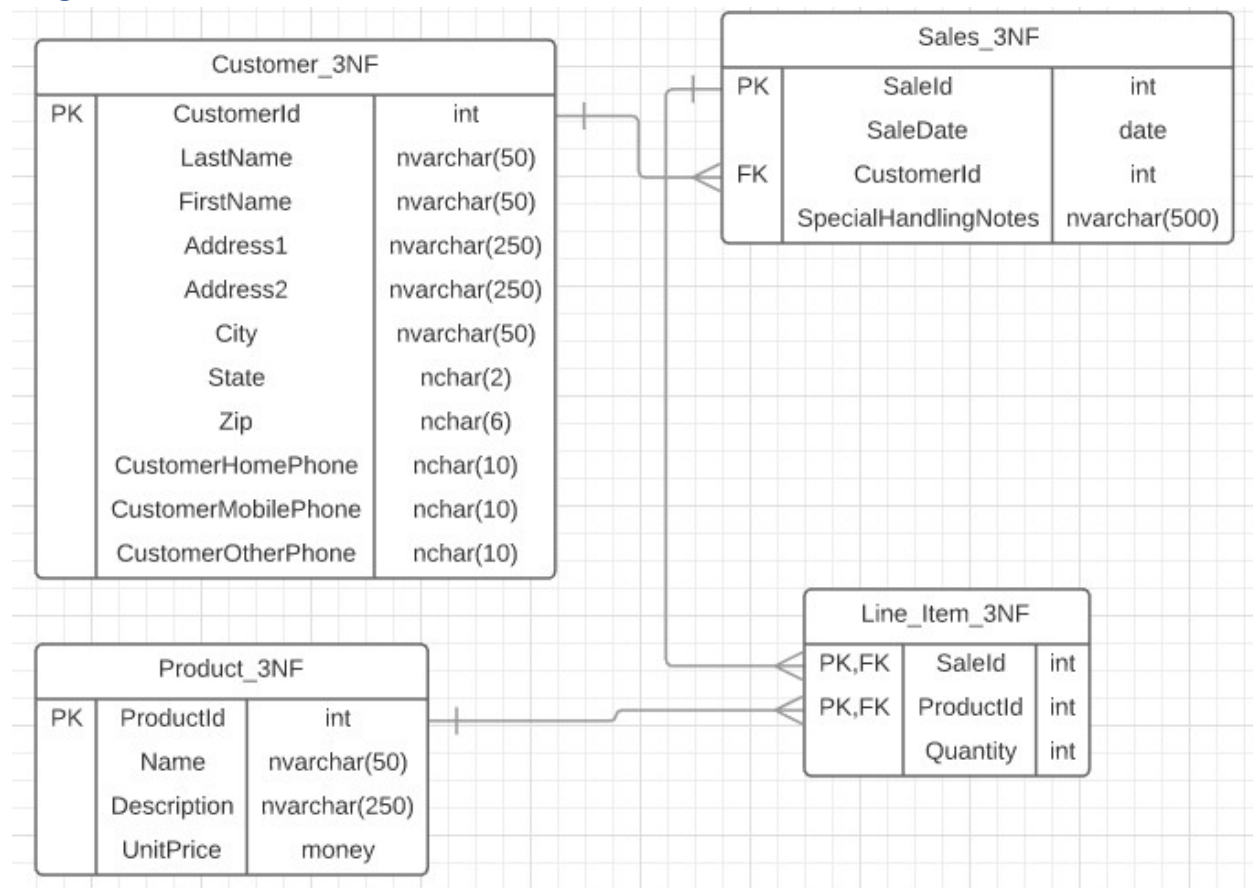 Customer_3NF
PK CustomerId int
LastName nvarchar(50)
FirstName nvarchar(50)
Address1 nvarchar(250)
Address2 nvarchar(250)
City nvarchar(50)
State nchar(2)
Zip nchar(6)
CustomerHomePhone nchar(10)
CustomerMobilePhone nchar(10)
CustomerOtherPhone nchar(10)
Sales_3NF
PK SaleId int
SaleDate date
FK CustomerId int
SpecialHandlingNotes nvarchar(500)
Product_3NF
PK ProductId int
Name nvarchar(50)
Description nvarchar(250)
UnitPrice money
Line_Item_3NF
PK,FK SaleId int
PK,FK ProductId int
Quantity int